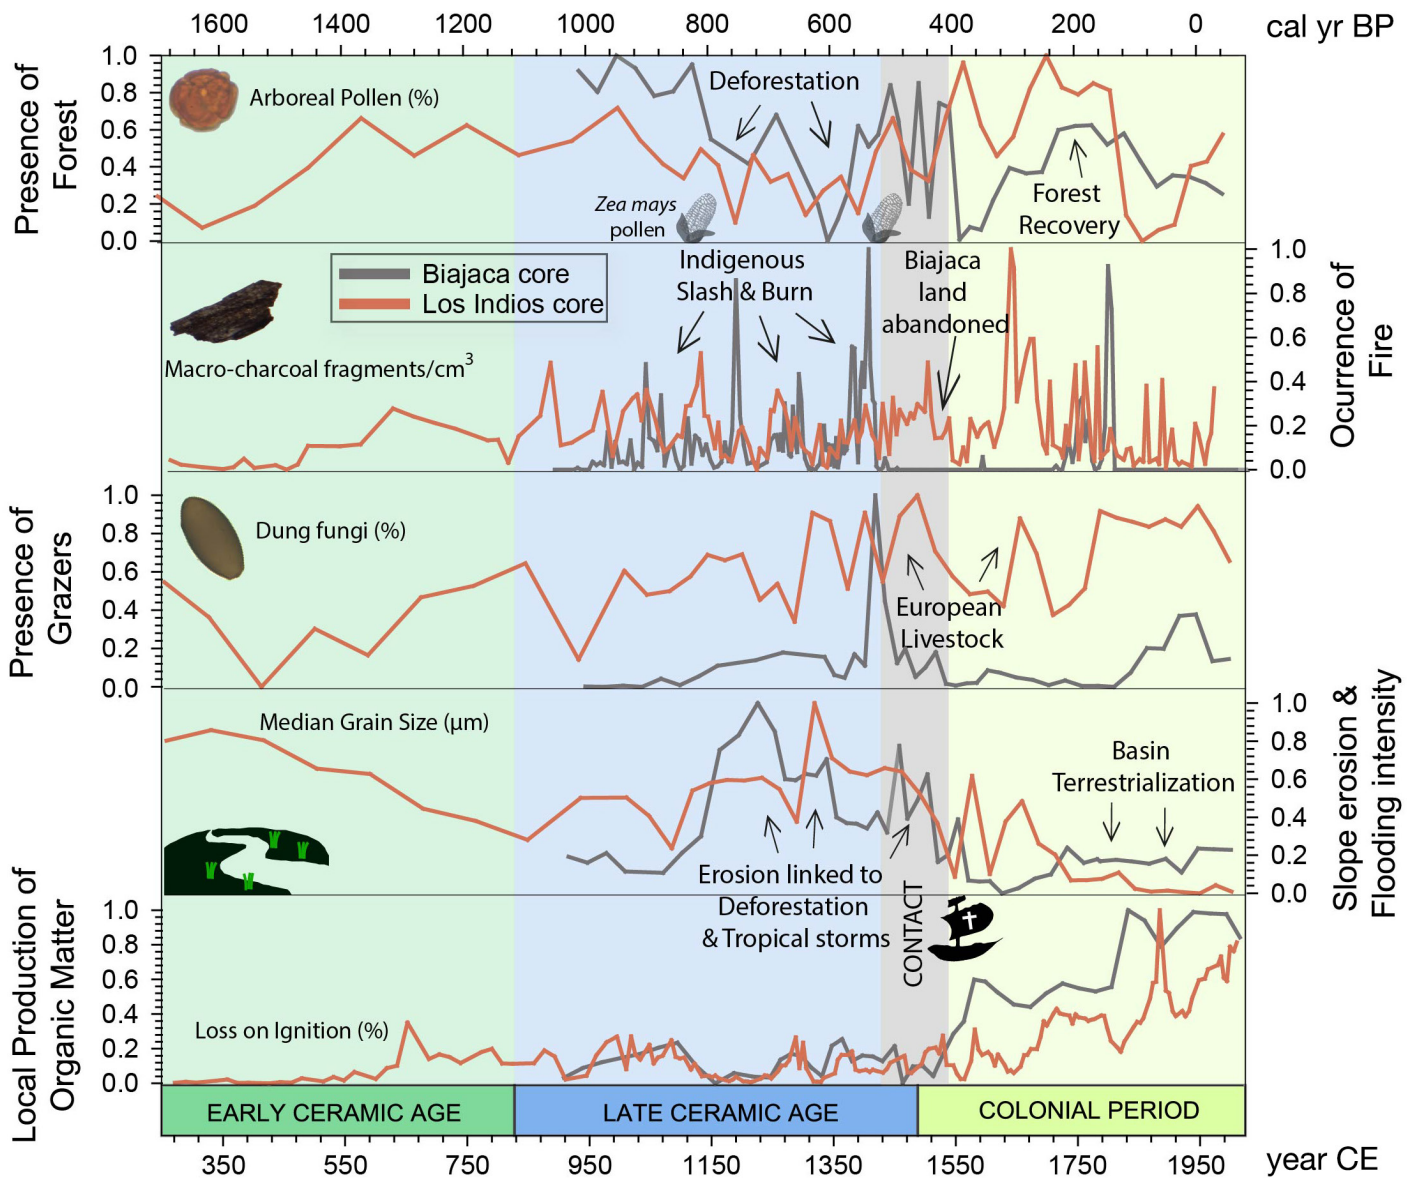 1600 1400 1200 1000 800 600 400 200 0 cal yr BP
Presence of
Forest
1.0
0.8
0.6
0.4
0.2
0.0
Arboreal Pollen (%)
Deforestation
Zea mays
pollen
Forest
Recovery
Biajaca core
Los Indios core
Macro-charcoal fragments/cm3
Indigenous
Slash & Burn
Biajaca
land
abandoned
1.0
0.8
0.6
0.4
0.2
0.0
Ocurrence of
Fire
Presence of
Grazers
1.0
0.8
0.6
0.4
0.2
0.0
Dung fungi (%)
European
Livestock
Median Grain Size (µm)
Erosion linked to
Deforestation
& Tropical storms
Basin
Terrestrialization
1.0
0.8
0.6
0.4
0.2
0.0
Slope erosion &
Flooding intensity
Local Production of
Organic Matter
1.0
0.8
0.6
0.4
0.2
0.0
Loss on Ignition (%)
CONTACT
EARLY CERAMIC AGE
LATE CERAMIC AGE
COLONIAL PERIOD
350 550 750 950 1150 1350 1550 1750 1950 year CE